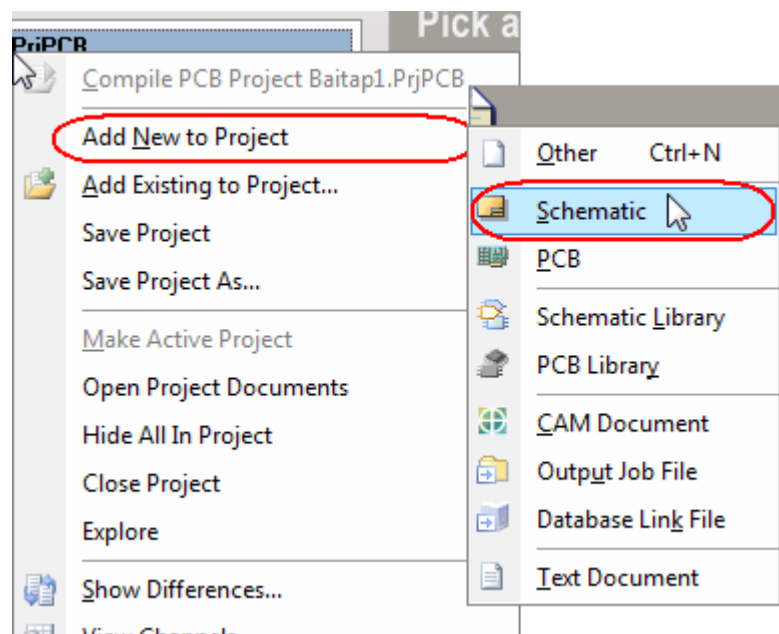 Pick a
PrjPCB
Compile PCB Project Baitap1.PrjPCB
Add New to Project
Add Existing to Project...
Save Project
Save Project As...
Make Active Project
Open Project Documents
Hide All In Project
Close Project
Explore
Show Differences...
View Channels
Other Ctrl+N
Schematic
PCB
Schematic Library
PCB Library
CAM Document
Output Job File
Database Link File
Text Document